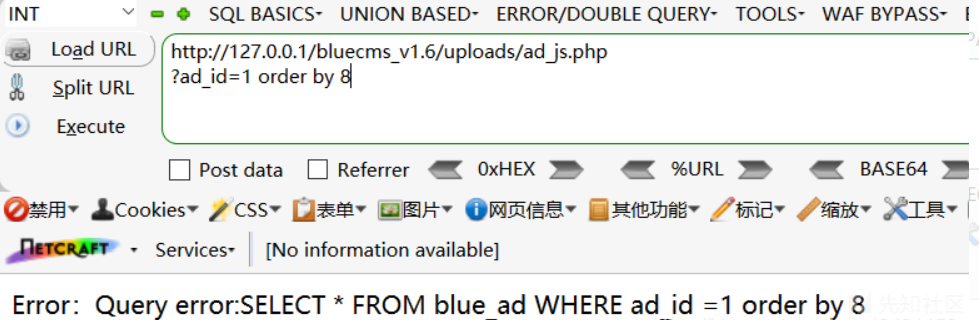 INT SQL BASICS UNION BASED ERROR/DOUBLE QUERY TOOLS WAF BYPASS
Load URL http://127.0.0.1/bluecms_v1.6/uploads/ad_js.php
Split URL ?ad_id=1 order by 8
Execute
Post data Referrer 0xHEX %URL BASE64
禁用 Cookies CSS 表单 图片 网页信息 其他功能 标记 缩放 工具
NETCRAFT Services [No information available]
Error: Query error:SELECT * FROM blue_ad WHERE ad_id =1 order by 8
先知社区